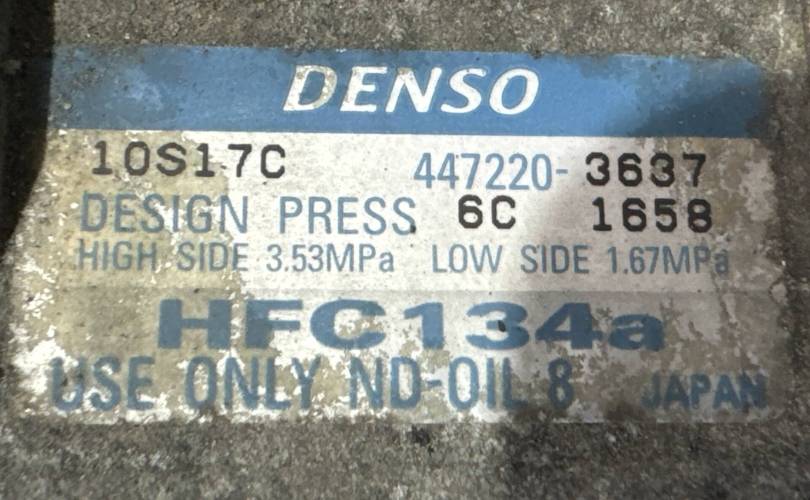 DENSO
10S17C 447220-3637
DESIGN PRESS. 6C 1658
HIGH SIDE 3.53MPa LOW SIDE 1.67MPa
HFC134a
USE ONLY ND-OIL 8 JAPAN